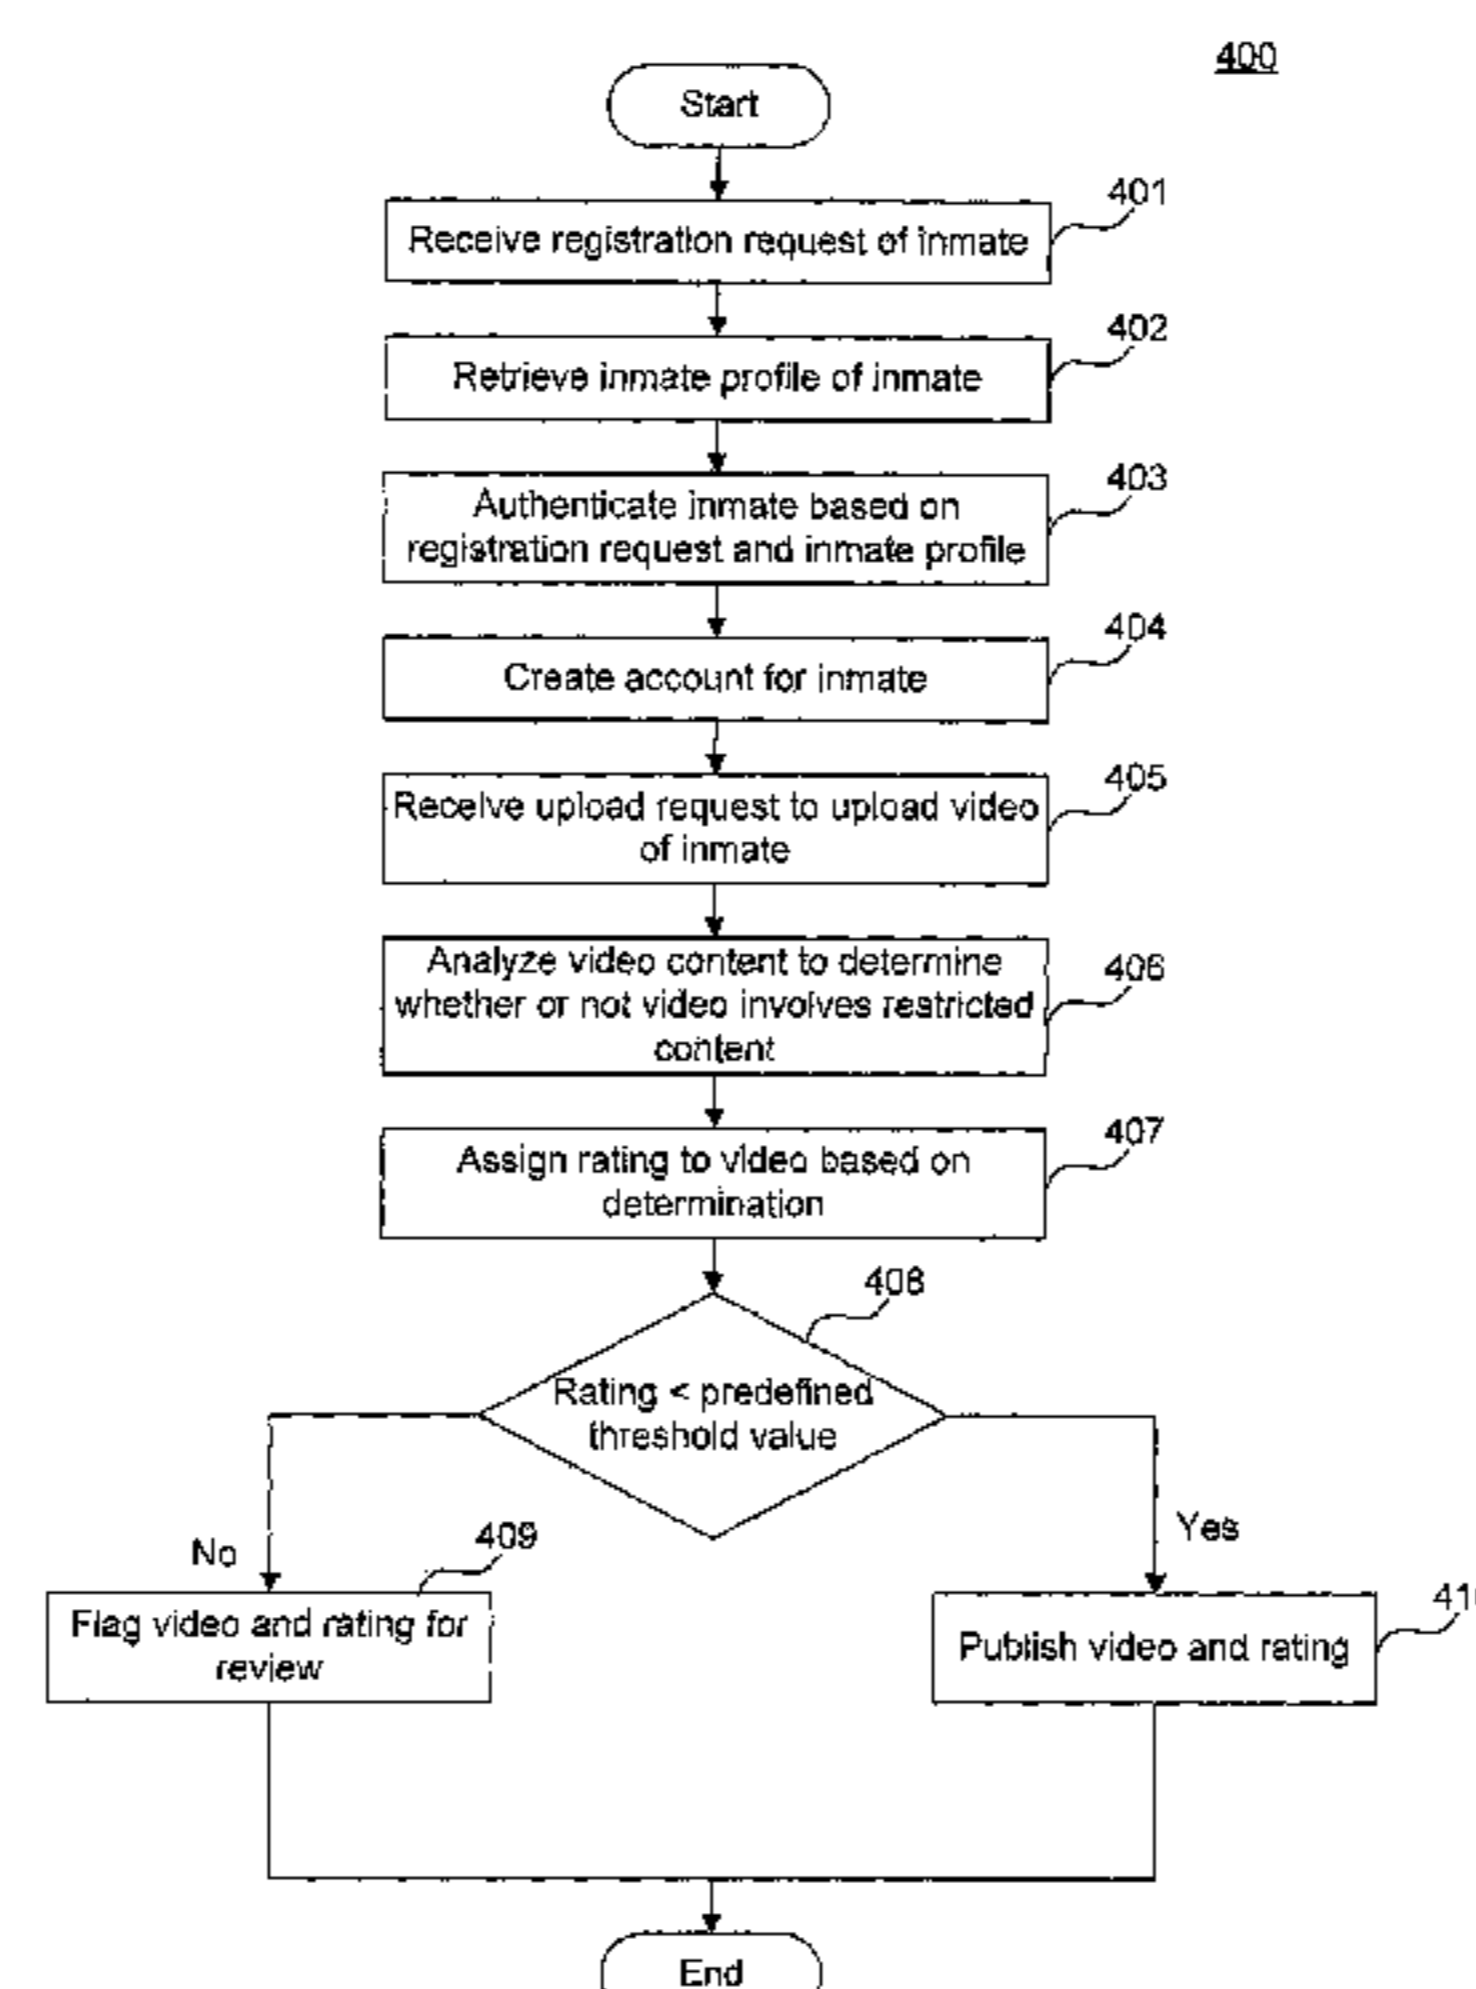 400
Start
401
Receive registration request of inmate
402
Retrieve inmate profile of inmate
403
Authenticate inmate based on
registration request and inmate profile
404
Create account for inmate
405
Receive upload request to upload video
of inmate
406
Analyze video content to determine
whether or not video involves restricted
content
407
Assign rating to video based on
determination
408
Rating < predefined
threshold value
No
Yes
409
Flag video and rating for
review
410
Publish video and rating
End